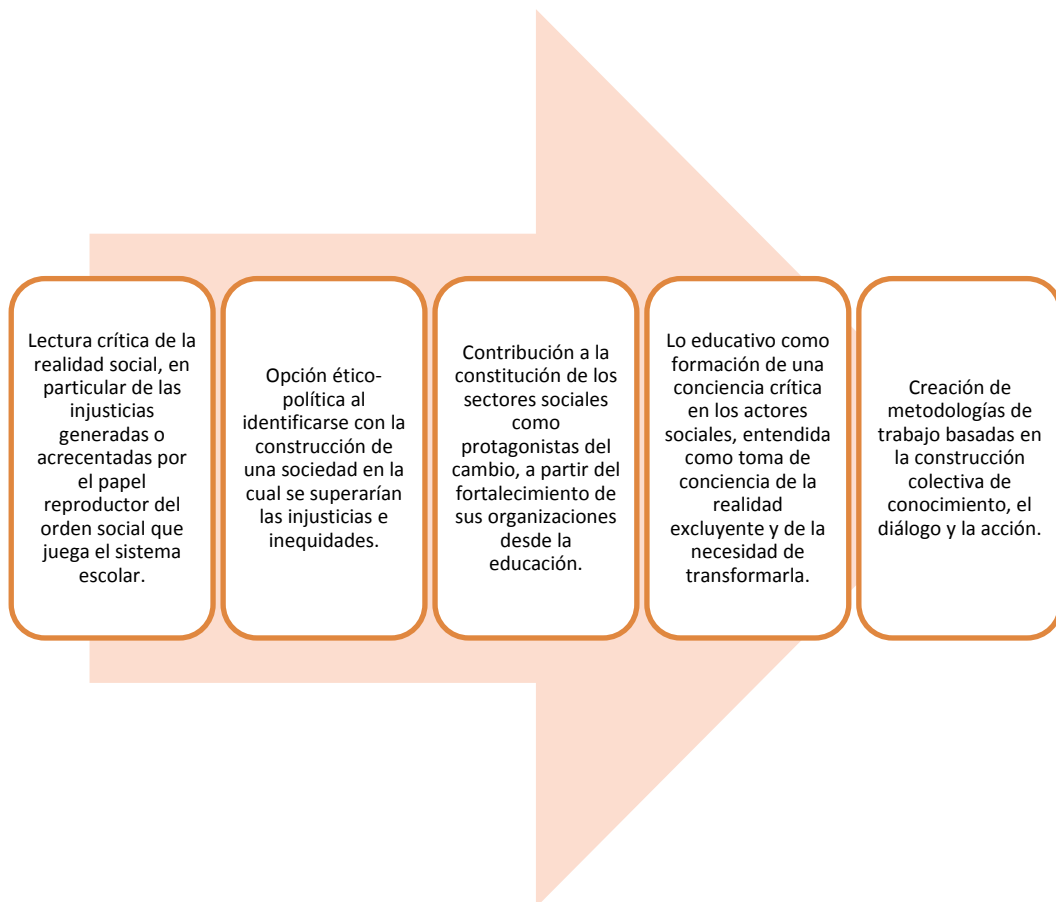 Lectura crítica de la
realidad social, en
particular de las
injusticias
generadas o
acrecentadas por
el papel
reproductor del
orden social que
juega el sistema
escolar.
Opción ético-
política al
identificarse con la
construcción de
una sociedad en la
cual se superarían
las injusticias e
inequidades.
Contribución a la
constitución de los
sectores sociales
como
protagonistas del
cambio, a partir del
fortalecimiento de
sus organizaciones
desde la
educación.
Lo educativo como
formación de una
conciencia crítica
en los actores
sociales, entendida
como toma de
conciencia de la
realidad
excluyente y de la
necesidad de
transformarla.
Creación de
metodologías de
trabajo basadas en
la construcción
colectiva de
conocimiento, el
diálogo y la acción.